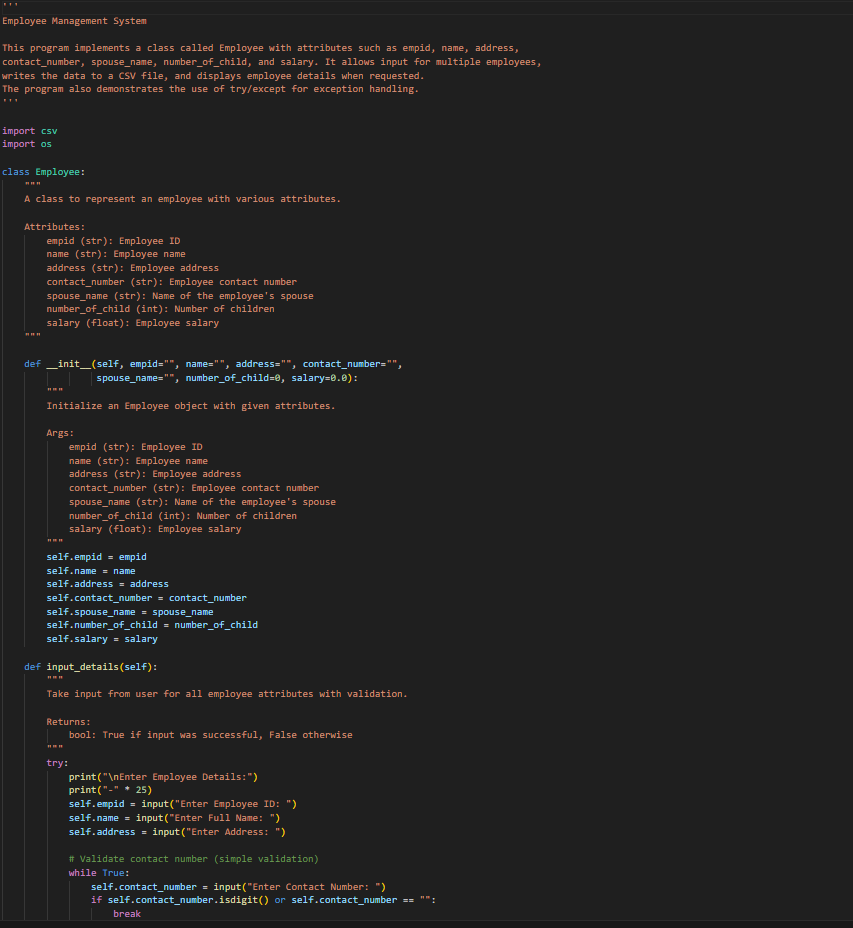 '''
Employee Management System

This program implements a class called Employee with attributes such as empid, name, address,
contact_number, spouse_name, number_of_child, and salary. It allows input for multiple employees,
writes the data to a CSV file, and displays employee details when requested.
The program also demonstrates the use of try/except for exception handling.
'''

import csv
import os

class Employee:
    """
    A class to represent an employee with various attributes.

    Attributes:
        empid (str): Employee ID
        name (str): Employee name
        address (str): Employee address
        contact_number (str): Employee contact number
        spouse_name (str): Name of the employee's spouse
        number_of_child (int): Number of children
        salary (float): Employee salary
    """

    def __init__(self, empid="", name="", address="", contact_number="",
                 spouse_name="", number_of_child=0, salary=0.0):
        """
        Initialize an Employee object with given attributes.

        Args:
            empid (str): Employee ID
            name (str): Employee name
            address (str): Employee address
            contact_number (str): Employee contact number
            spouse_name (str): Name of the employee's spouse
            number_of_child (int): Number of children
            salary (float): Employee salary
        """
        self.empid = empid
        self.name = name
        self.address = address
        self.contact_number = contact_number
        self.spouse_name = spouse_name
        self.number_of_child = number_of_child
        self.salary = salary

    def input_details(self):
        """
        Take input from user for all employee attributes with validation.

        Returns:
            bool: True if input was successful, False otherwise
        """
        try:
            print("\nEnter Employee Details:")
            print("-" * 25)
            self.empid = input("Enter Employee ID: ")
            self.name = input("Enter Full Name: ")
            self.address = input("Enter Address: ")

            # Validate contact number (simple validation)
            while True:
                self.contact_number = input("Enter Contact Number: ")
                if self.contact_number.isdigit() or self.contact_number == "":
                    break